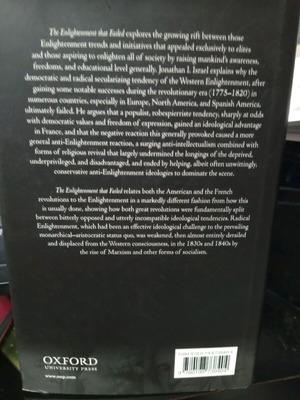 The Enlightenment that Failed explores the growing rift between those
Enlightenment trends and initiatives that appealed exclusively to elites
and those aspiring to enlighten all of society by raising mankind's awareness,
freedoms, and educational level generally. Jonathan I. Israel explains why the
democratic and radical secularizing tendency of the Western Enlightenment, after
gaining some notable successes during the revolutionary era (1775–1820) in
numerous countries, especially in Europe, North America, and Spanish America,
ultimately failed. He argues that a populist, robespierriste tendency, sharply at odds
with democratic values and freedom of expression, gained an ideological advantage
in France, and that the negative reaction this generally provoked caused a more
general anti-Enlightenment reaction, a surging anti-intellectualism combined with
forms of religious revival that largely undermined the longings of the deprived,
underprivileged, and disadvantaged, and ended by helping, albeit often unwittingly,
conservative anti-Enlightenment ideologies to dominate the scene.
The Enlightenment that Failed relates both the American and the French
revolutions to the Enlightenment in a markedly different fashion from how this
is usually done, showing how both great revolutions were fundamentally split
between bitterly opposed and utterly incompatible ideological tendencies. Radical
Enlightenment, which had been an effective ideological challenge to the prevailing
monarchical–aristocratic status quo, was weakened, then almost entirely derailed
and displaced from the Western consciousness, in the 1830s and 1840s by
the rise of Marxism and other forms of socialism.
OXFORD
UNIVERSITY PRESS
www.oup.com